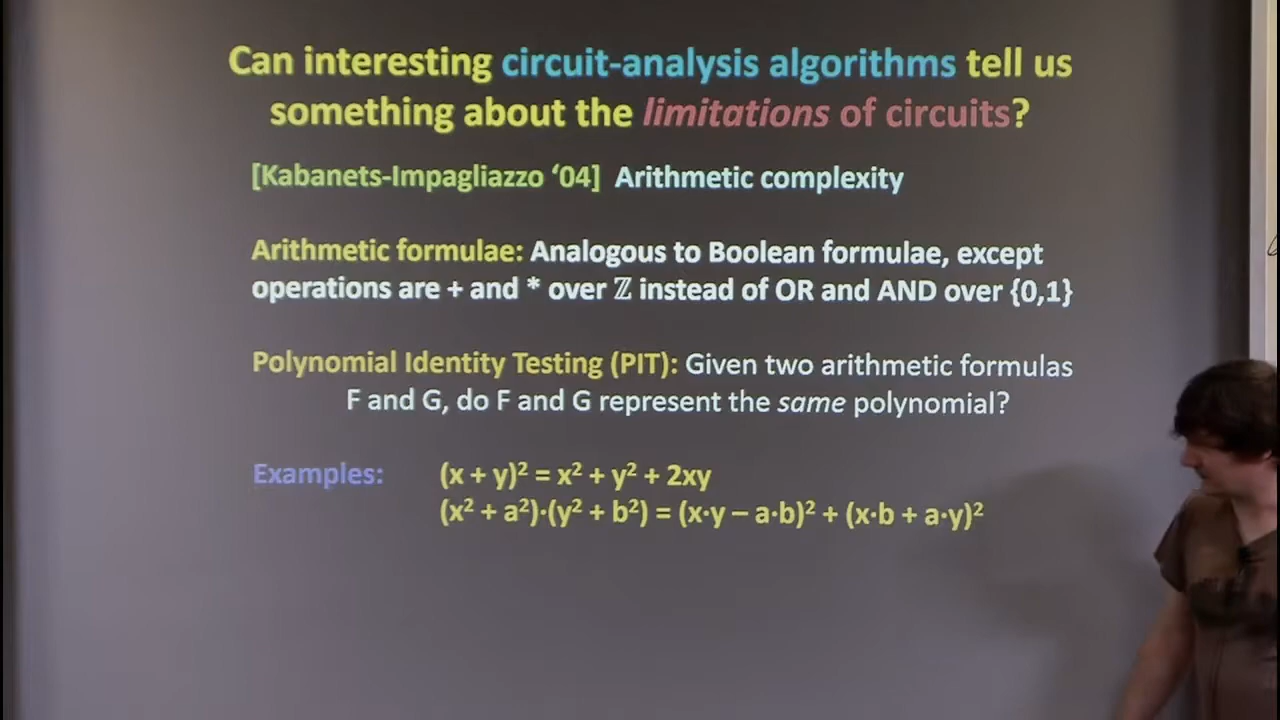 Can interesting circuit-analysis algorithms tell us
something about the limitations of circuits?
[Kabanets-Impagliazzo ‘04] Arithmetic complexity
Arithmetic formulae: Analogous to Boolean formulae, except
operations are + and * over ℤ instead of OR and AND over {0,1}
Polynomial Identity Testing (PIT): Given two arithmetic formulas
F and G, do F and G represent the same polynomial?
Examples: (x + y)² = x² + y² + 2xy
(x² + a²)·(y² + b²) = (x·y – a·b)² + (x·b + a·y)²